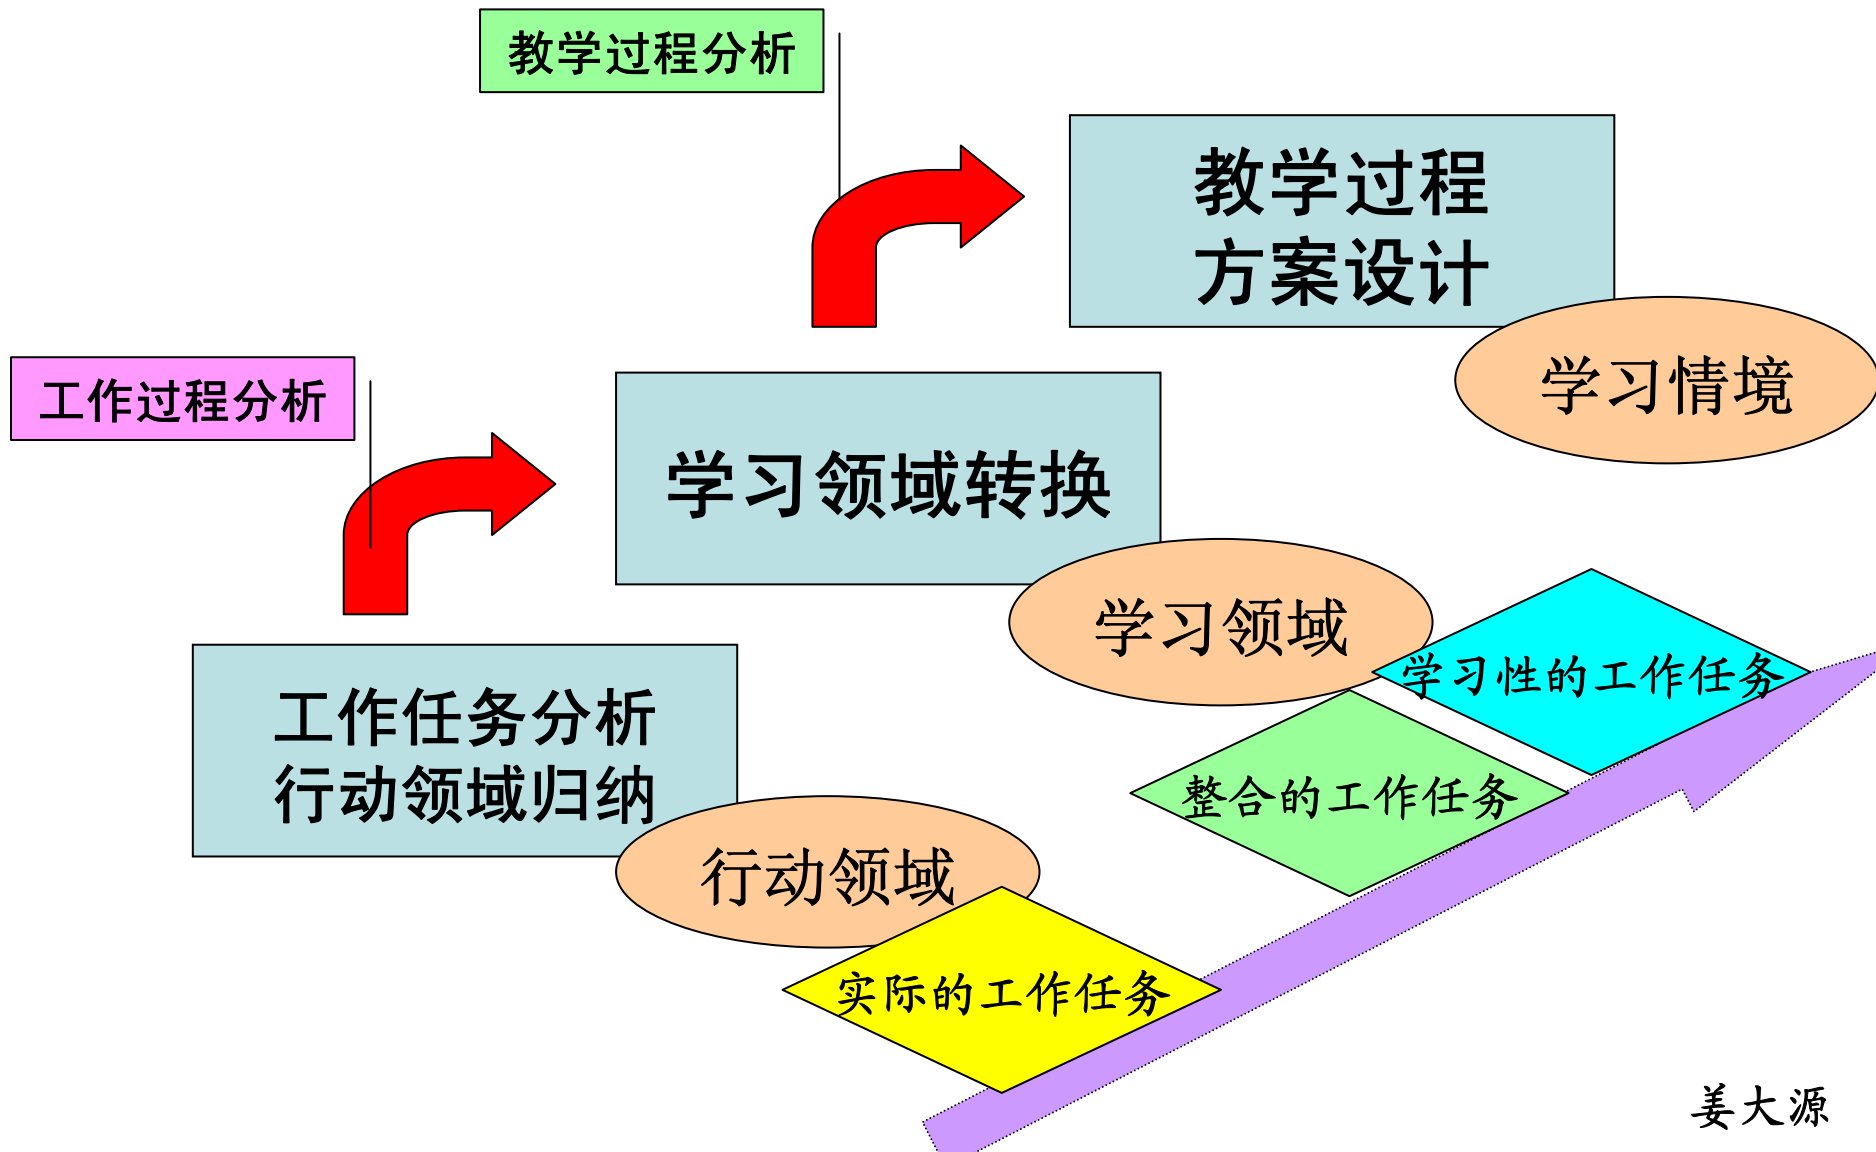 教学过程分析
教学过程
方案设计
学习情境
工作过程分析
学习领域转换
学习领域
学习性的工作任务
工作任务分析
行动领域归纳
整合的工作任务
行动领域
实际的工作任务
姜大源